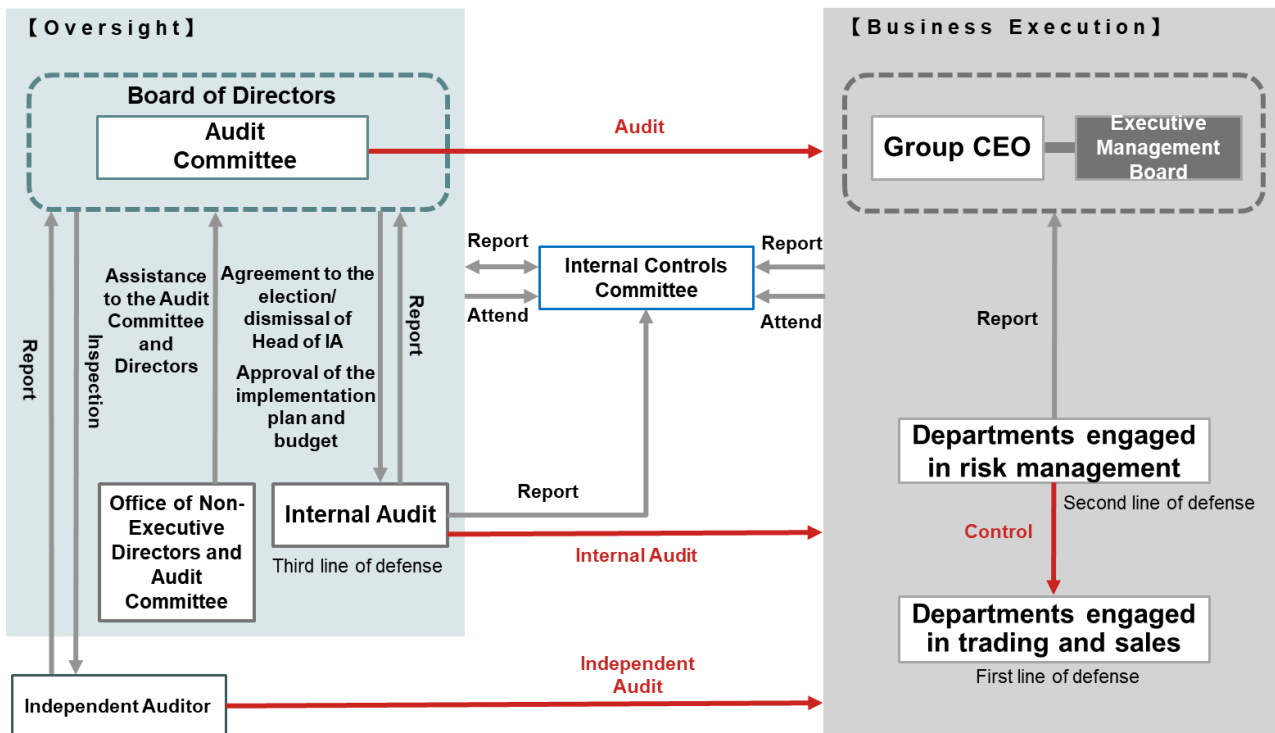 【Oversight】
Board of Directors
Audit
Committee
Audit
【Business Execution】
Group CEO
Executive
Management
Board
Report
Inspection
Assistance
to the Audit
Committee
and
Directors
Agreement to the
election/
dismissal of
Head of IA
Approval of the
implementation
plan and
budget
Report
Report
Attend
Internal Controls
Committee
Report
Attend
Report
Office of Non-
Executive
Directors and
Audit
Committee
Internal Audit
Third line of defense
Report
Internal Audit
Departments engaged
in risk management
Second line of defense
Control
Departments engaged
in trading and sales
First line of defense
Independent Auditor
Independent
Audit